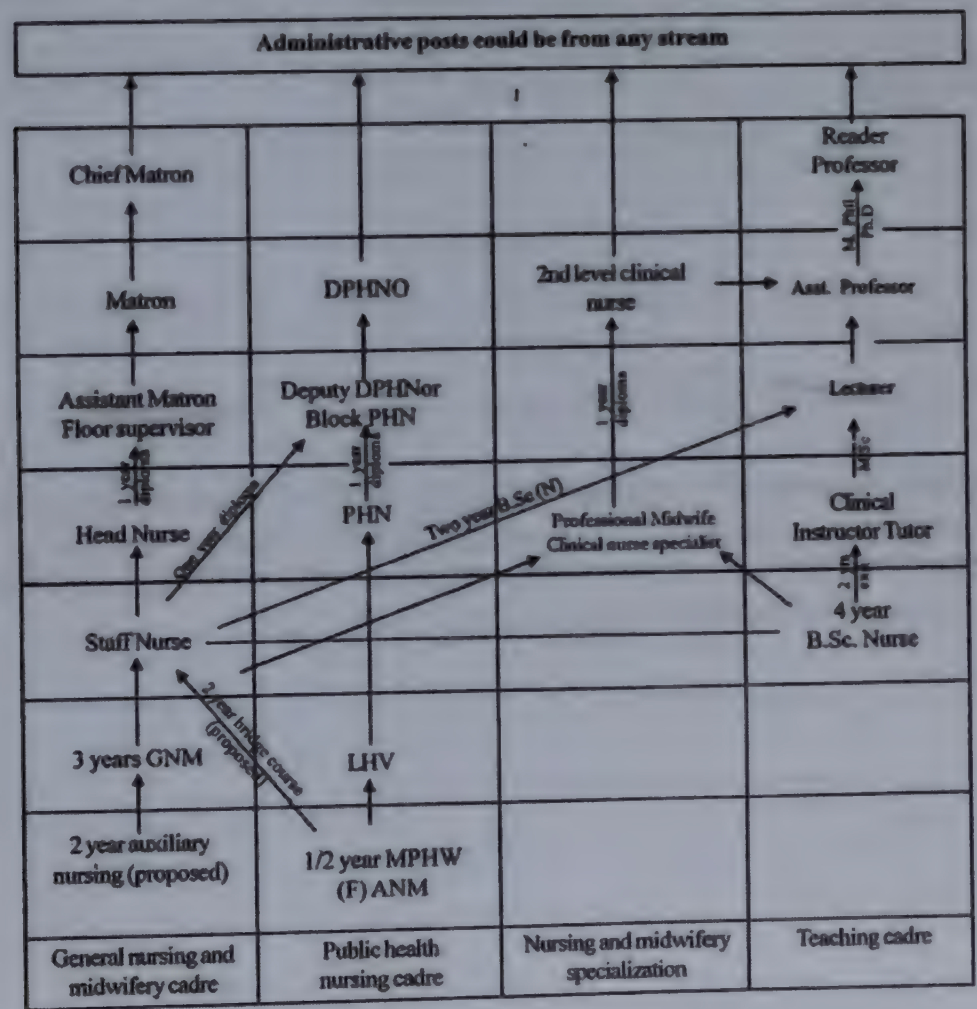 Administrative posts could be from any stream
Chief Matron
Reader
Professor
M. Phil
Ph.D
Matron
DPHNO
2nd level clinical
nurse
Asst. Professor
Assistant Matron
Floor supervisor
Deputy DPHNor
Block PHN
1 year
diploma
Lecturer
1 year
diploma
1 year
diploma
M.Sc
Head Nurse
One year diploma
PHN
Two year B.Sc (N)
Professional Midwife
Clinical nurse specialist
Clinical
Instructor Tutor
2 yrs
Staff Nurse
4 year
B.Sc. Nurse
2 year bridge course
(proposed)
3 years GNM
LHV
2 year auxiliary
nursing (proposed)
1/2 year MPHW
(F) ANM
General nursing and
midwifery cadre
Public health
nursing cadre
Nursing and midwifery
specialization
Teaching cadre